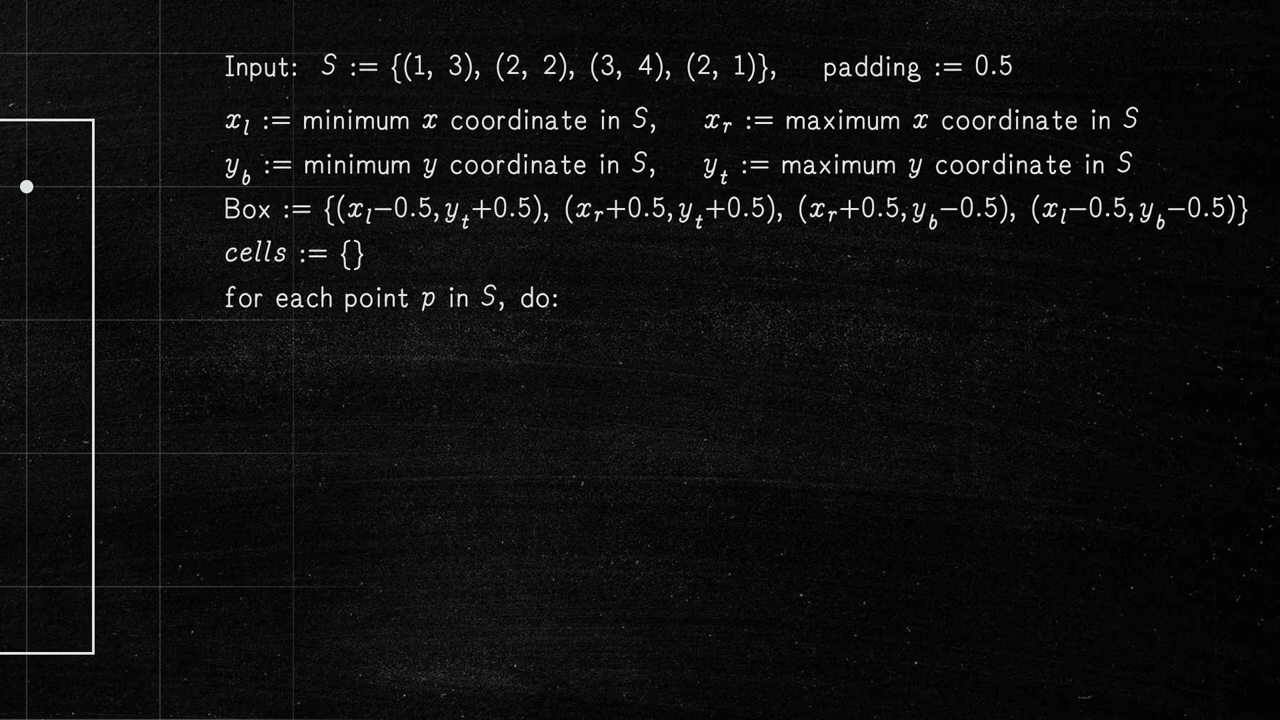 Input: S := {(1, 3), (2, 2), (3, 4), (2, 1)}, padding := 0.5
x_l := minimum x coordinate in S, x_r := maximum x coordinate in S
y_b := minimum y coordinate in S, y_t := maximum y coordinate in S
Box := {(x_l−0.5, y_t+0.5), (x_r+0.5, y_t+0.5), (x_r+0.5, y_b−0.5), (x_l−0.5, y_b−0.5)}
cells := {}
for each point p in S, do: